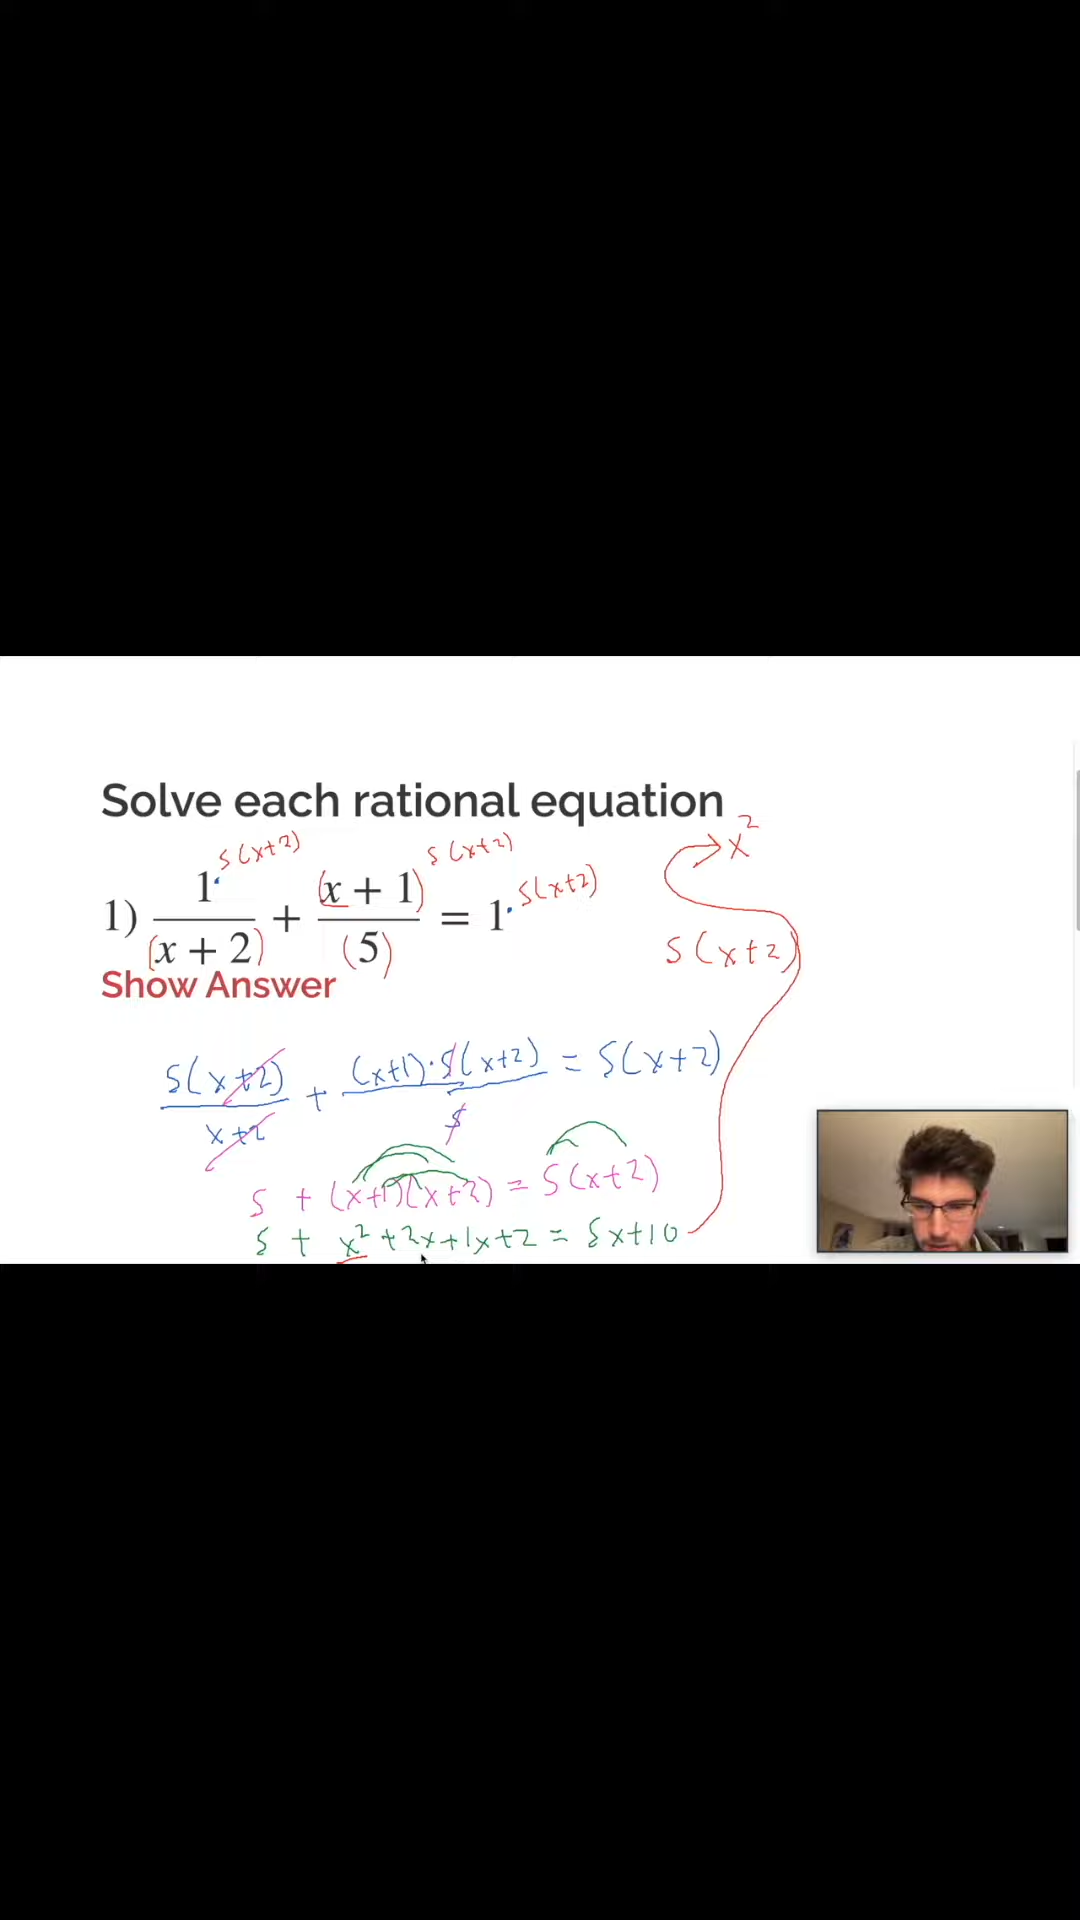 Solve each rational equation
1) 1·5(x+2)/(x + 2) + (x + 1)5(x+2)/(5) = 1·5(x+2)
x²
5(x+2)
Show Answer
5(x+2)/x+2 + (x+1)·5(x+2)/5 = 5(x+2)
5 + (x+1)(x+2) = 5(x+2)
5 + x² + 2x + 1x + 2 = 5x + 10